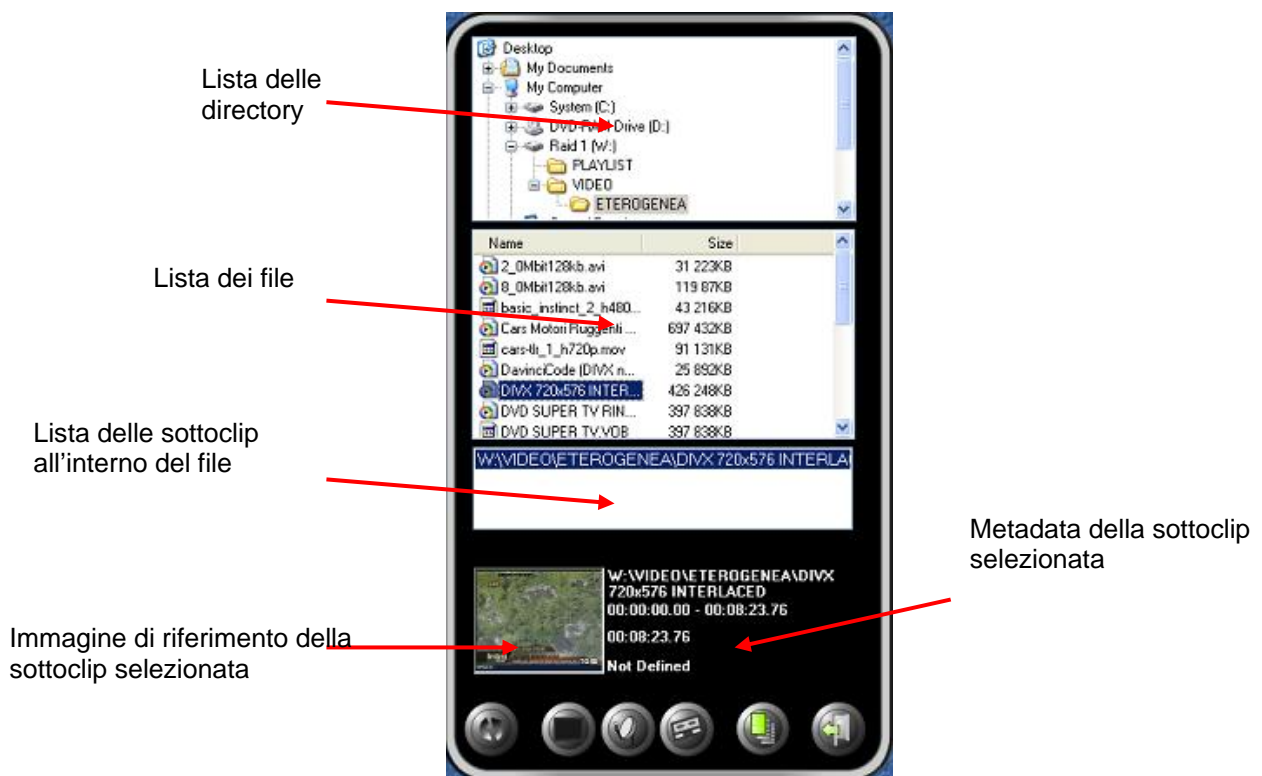 Lista delle
directory
Lista dei file
Lista delle sottoclip
all'interno del file
Immagine di riferimento della
sottoclip selezionata
Metadata della sottoclip
selezionata
Desktop
My Documents
My Computer
System (C:)
Drive (D:)
Raid 1 (W:)
PLAYLIST
VIDEO
ETEROGENEA
Name Size
2_0Mbit128kb.avi 31 223KB
8_0Mbit128kb.avi 119 87KB
basic_instinct_2_h480... 43 216KB
Cars Motori Ruggenti ... 697 432KB
cars-tlr_1_h720p.mov 91 131KB
DavinciCode (DIVX n... 25 892KB
DIVX 720x576 INTER... 426 248KB
DVD SUPER TV RIN... 397 838KB
DVD SUPER TV.VOB 397 838KB
W:\VIDEO\ETEROGENEA\DIVX 720x576 INTERLA
W:\VIDEO\ETEROGENEA\DIVX
720x576 INTERLACED
00:00:00.00 - 00:08:23.76
00:08:23.76
Not Defined